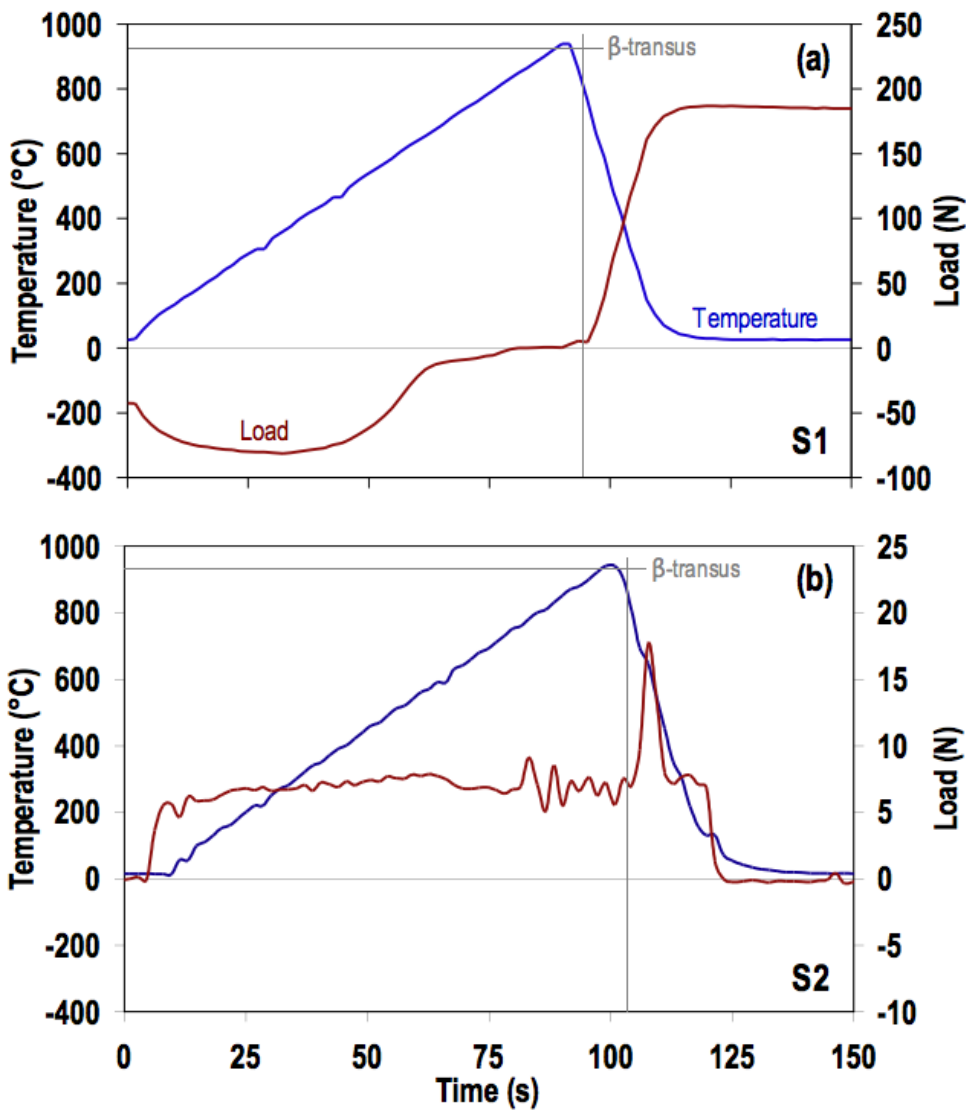 1000
800
600
400
200
0
-200
-400
Temperature (°C)
250
200
150
100
50
0
-50
-100
Load (N)
β-transus
(a)
Temperature
Load
S1
1000
800
600
400
200
0
-200
-400
Temperature (°C)
25
20
15
10
5
0
-5
-10
Load (N)
β-transus
(b)
S2
0 25 50 75 100 125 150
Time (s)